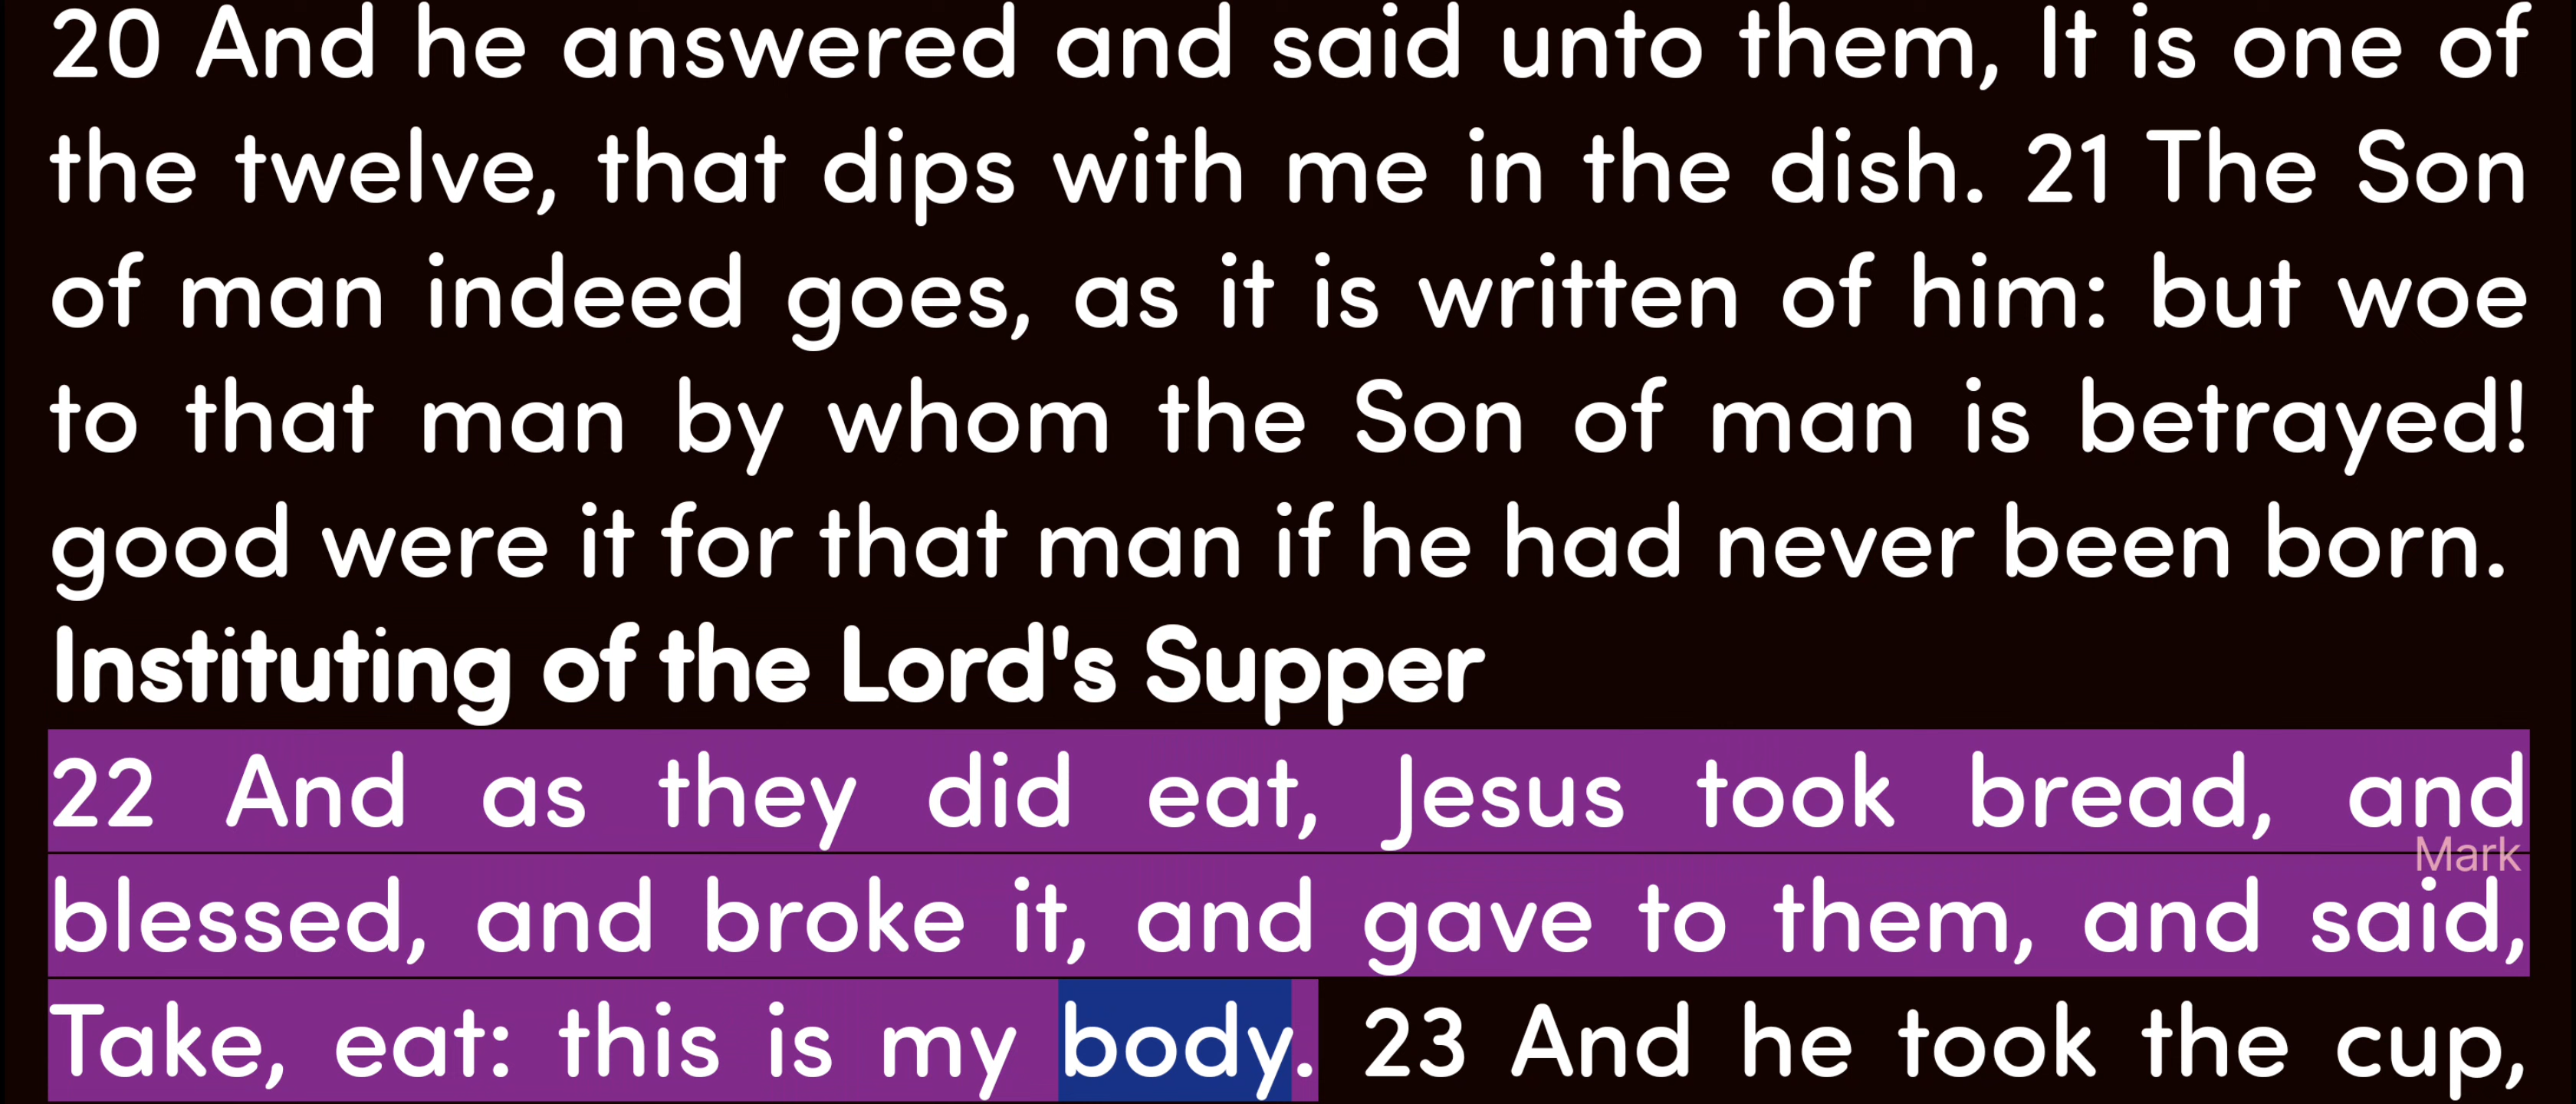 20 And he answered and said unto them, It is one of
the twelve, that dips with me in the dish. 21 The Son
of man indeed goes, as it is written of him: but woe
to that man by whom the Son of man is betrayed!
good were it for that man if he had never been born.
Instituting of the Lord's Supper
22 And as they did eat, Jesus took bread, and
Mark
blessed, and broke it, and gave to them, and said,
Take, eat: this is my body. 23 And he took the cup,